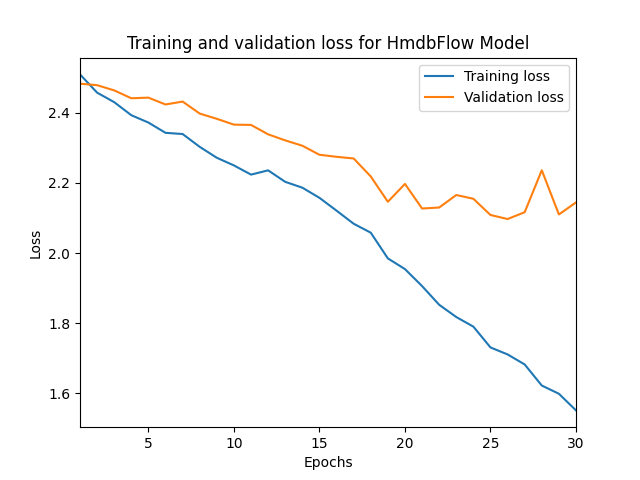 Training and validation loss for HmdbFlow Model
Training loss
Validation loss
2.4
2.2
2.0
1.8
1.6
Loss
5
10
15
20
25
30
Epochs